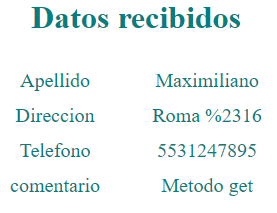 Datos recibidos
Apellido Maximiliano
Direccion Roma %2316
Telefono 5531247895
comentario Metodo get